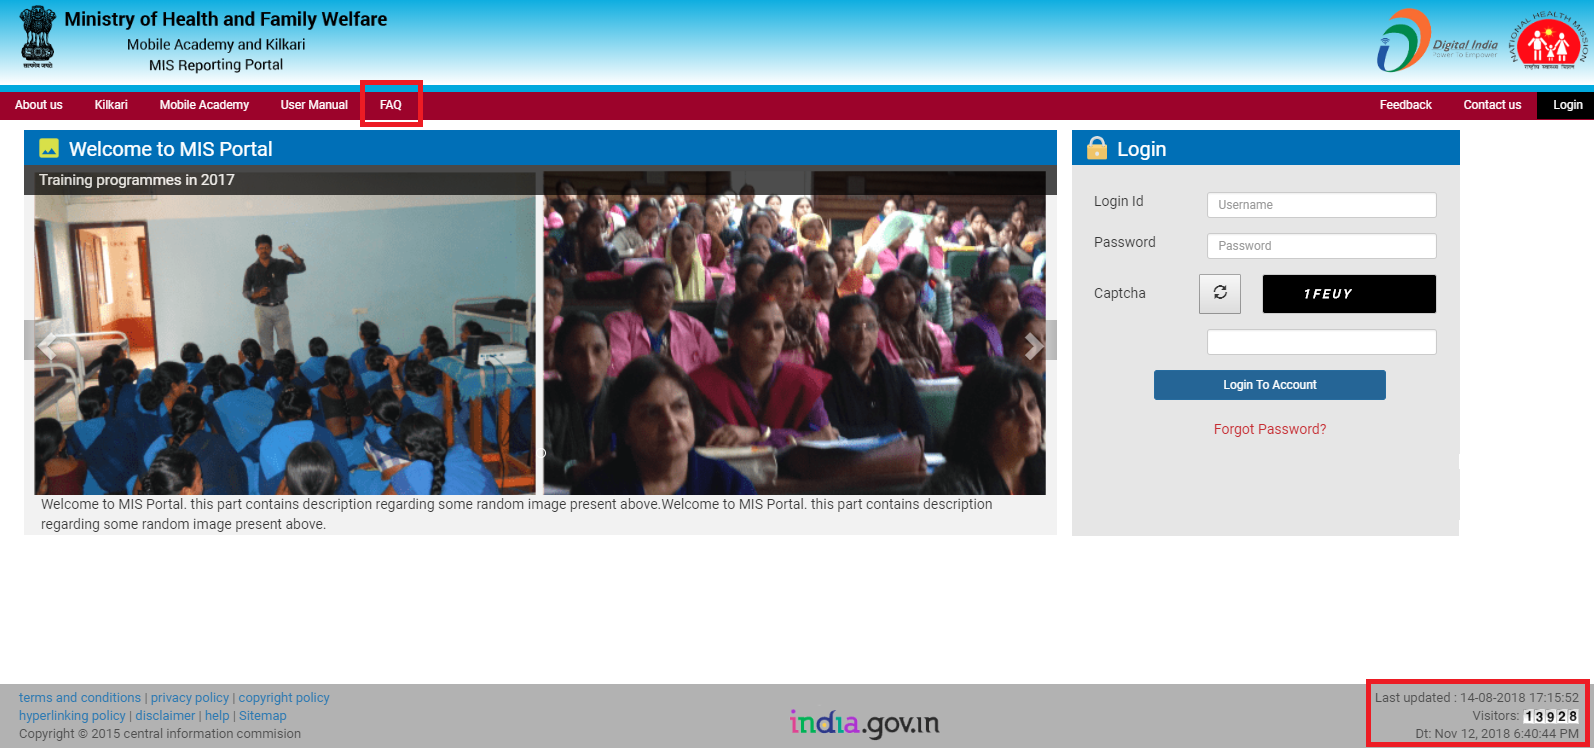 Ministry of Health and Family Welfare
Mobile Academy and Kilkari
MIS Reporting Portal
सत्यमेव जयते
Digital India
Power To Empower
NATIONAL HEALTH MISSION
राष्ट्रीय स्वास्थ्य मिशन
About us Kilkari Mobile Academy User Manual FAQ Feedback Contact us Login
Welcome to MIS Portal
Training programmes in 2017
Welcome to MIS Portal. this part contains description regarding some random image present above.Welcome to MIS Portal. this part contains description
regarding some random image present above.
Login
Login Id Username
Password Password
Captcha 1FEUY
Login To Account
Forgot Password?
terms and conditions | privacy policy | copyright policy
hyperlinking policy | disclaimer | help | Sitemap
Copyright © 2015 central information commision
india.gov.in
Last updated : 14-08-2018 17:15:52
Visitors: 13928
Dt: Nov 12, 2018 6:40:44 PM